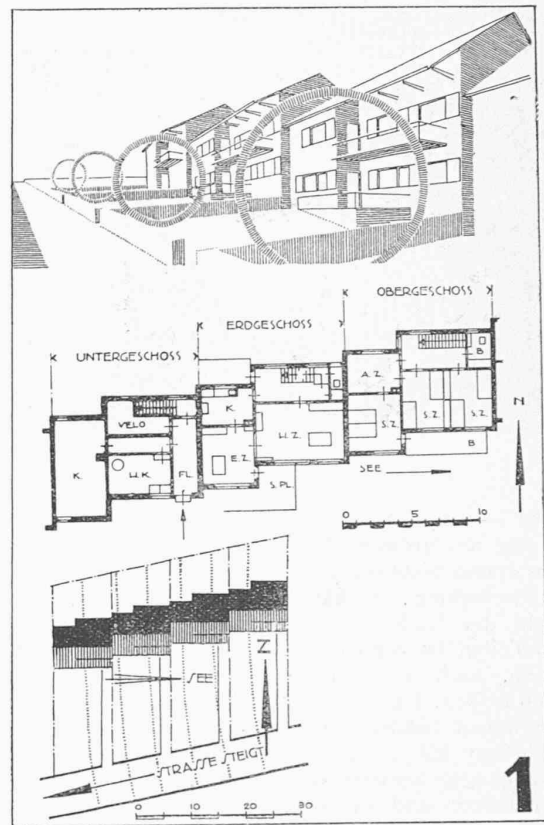 OBERGESCHOSS
ERDGESCHOSS
UNTERGESCHOSS
B
A.Z.
K.
VELO
S.Z.
S.Z.
S.Z.
W.Z.
K.
W.K.
FL.
E.Z.
B
S.PL.
SEE
N
0 5 10
SEE
N
STRASSE STEIGT
0 10 20 30
1